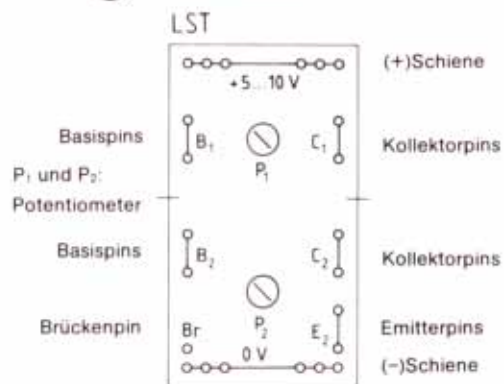 LST
(+)Schiene
+5...10 V
Basispins B₁ C₁ Kollektorpins
P₁
P₁ und P₂:
Potentiometer
Basispins B₂ C₂ Kollektorpins
Brückenpin Br P₂ E₂ Emitterpins
0 V (−)Schiene